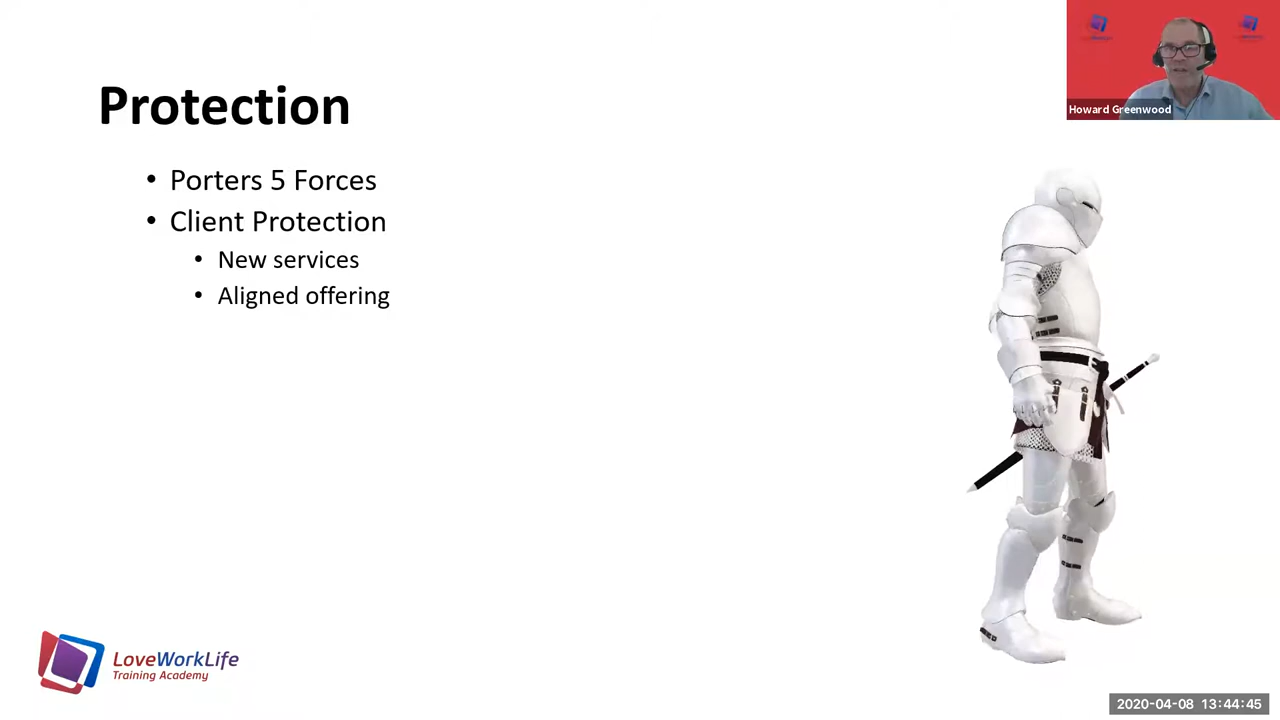 Protection
Howard Greenwood
• Porters 5 Forces
• Client Protection
• New services
• Aligned offering
LoveWorkLife
Training Academy
2020-04-08 13:44:45